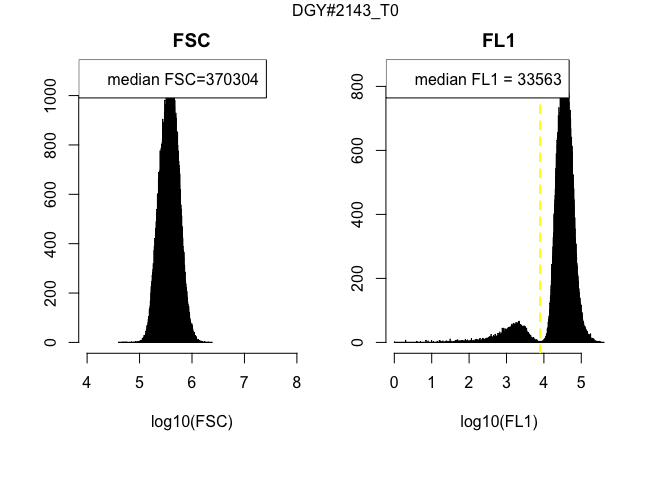 DGY#2143_T0
FSC
median FSC=370304
0 200 400 600 800 1000
4 5 6 7 8
log10(FSC)
FL1
median FL1 = 33563
0 200 400 600 800
0 1 2 3 4 5
log10(FL1)